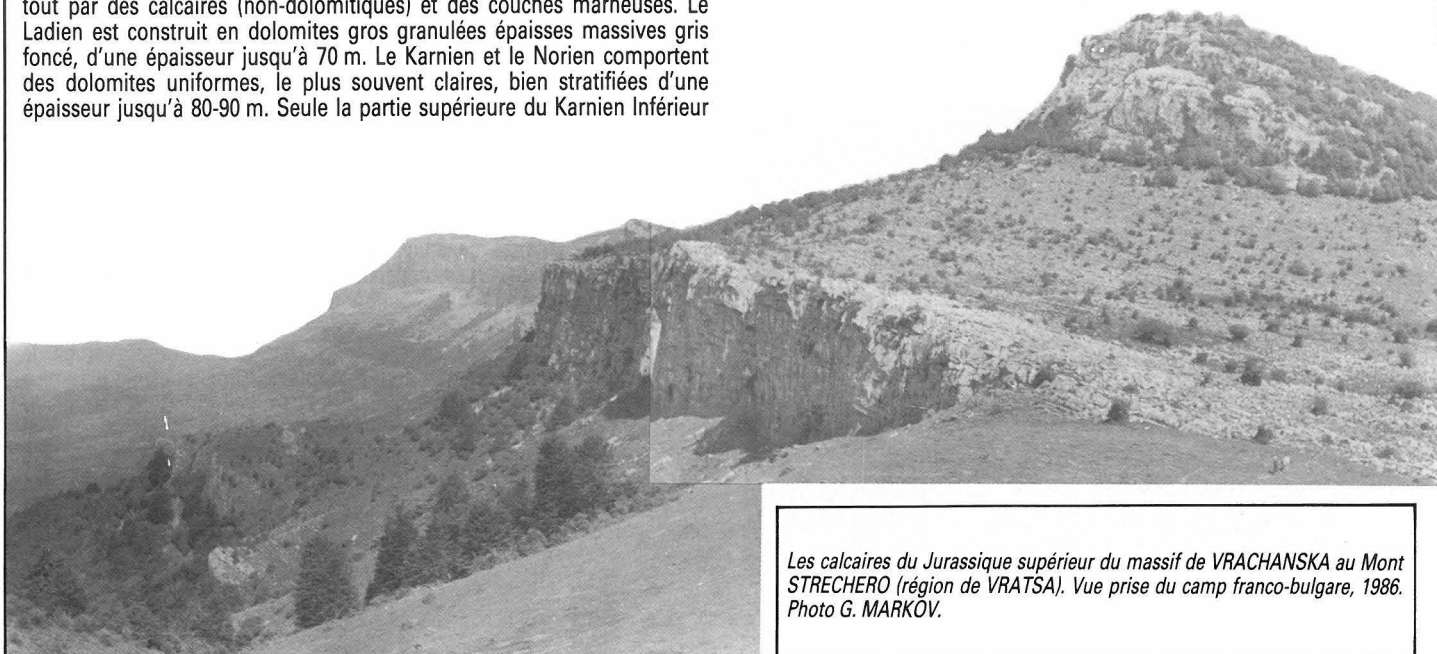 tout par des calcaires (non-dolomitiques) et des couches marneuses. Le
Ladien est construit en dolomites gros granulées épaisses massives gris
foncé, d'une épaisseur jusqu'à 70 m. Le Karnien et le Norien comportent
des dolomites uniformes, le plus souvent claires, bien stratifiées d'une
épaisseur jusqu'à 80-90 m. Seule la partie supérieure du Karnien Inférieur
Les calcaires du Jurassique supérieur du massif de VRACHANSKA au Mont
STRECHERO (région de VRATSA). Vue prise du camp franco-bulgare, 1986.
Photo G. MARKOV.